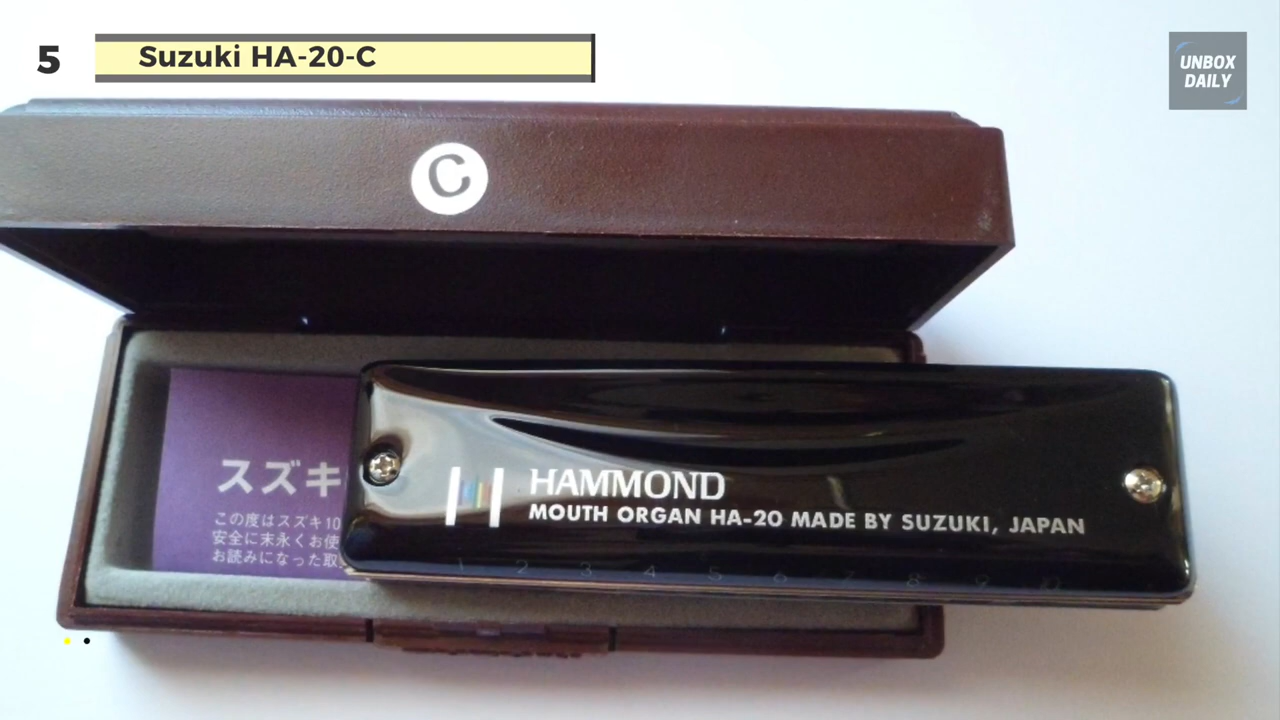 5
Suzuki HA-20-C
UNBOX
DAILY
C
スズキ
この度はスズキ10
安全に末永くお使
お読みになった取
H HAMMOND
MOUTH ORGAN HA-20 MADE BY SUZUKI, JAPAN
1 2 3 4 5 6 7 8 9 10